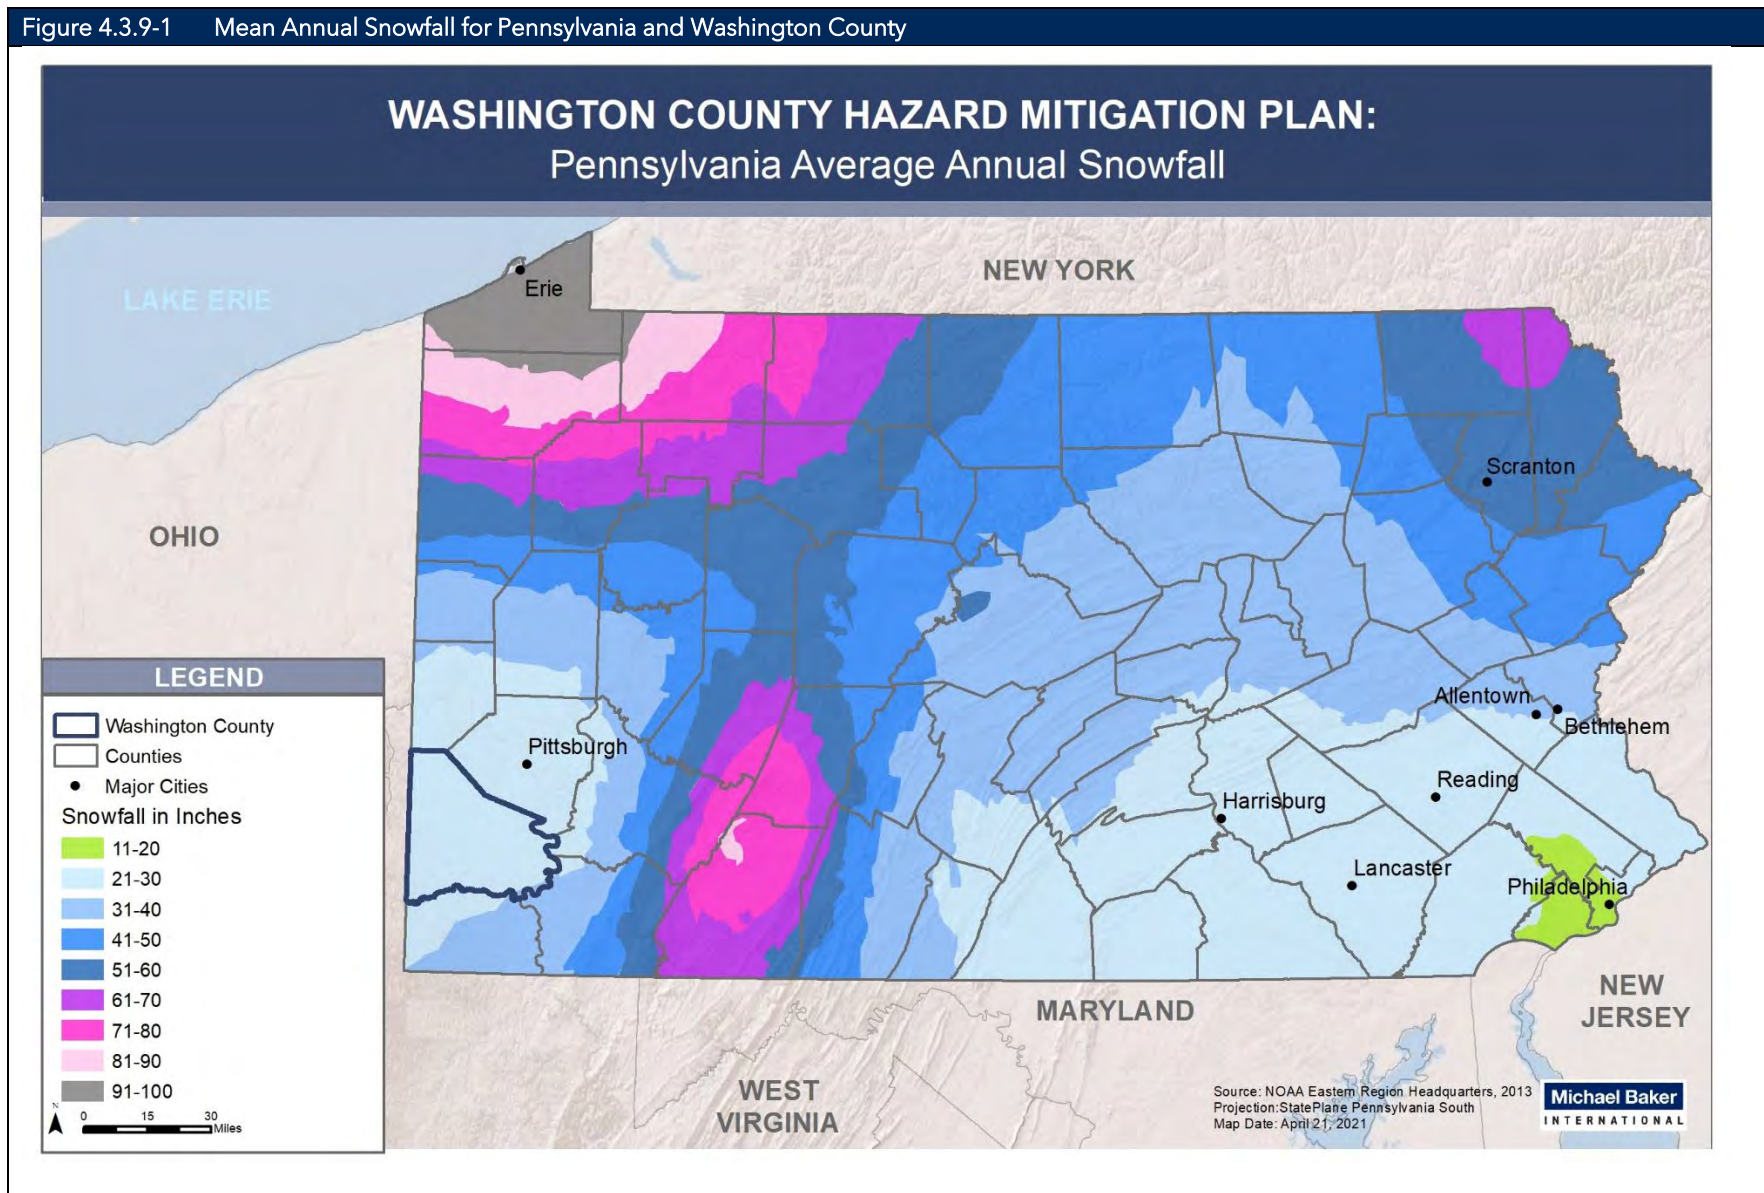 Figure 4.3.9-1 Mean Annual Snowfall for Pennsylvania and Washington County
WASHINGTON COUNTY HAZARD MITIGATION PLAN:
Pennsylvania Average Annual Snowfall
NEW YORK
Erie
LAKE ERIE
Scranton
OHIO
LEGEND
Washington County
Counties
Major Cities
Snowfall in Inches
11-20
21-30
31-40
41-50
51-60
61-70
71-80
81-90
91-100
N
0 15 30
Miles
Allentown
Bethlehem
Pittsburgh
Reading
Harrisburg
Lancaster
Philadelphia
NEW
JERSEY
MARYLAND
WEST
VIRGINIA
Source: NOAA Eastern Region Headquarters, 2013
Projection:StatePlane Pennsylvania South
Map Date: April 21, 2021
Michael Baker
INTERNATIONAL